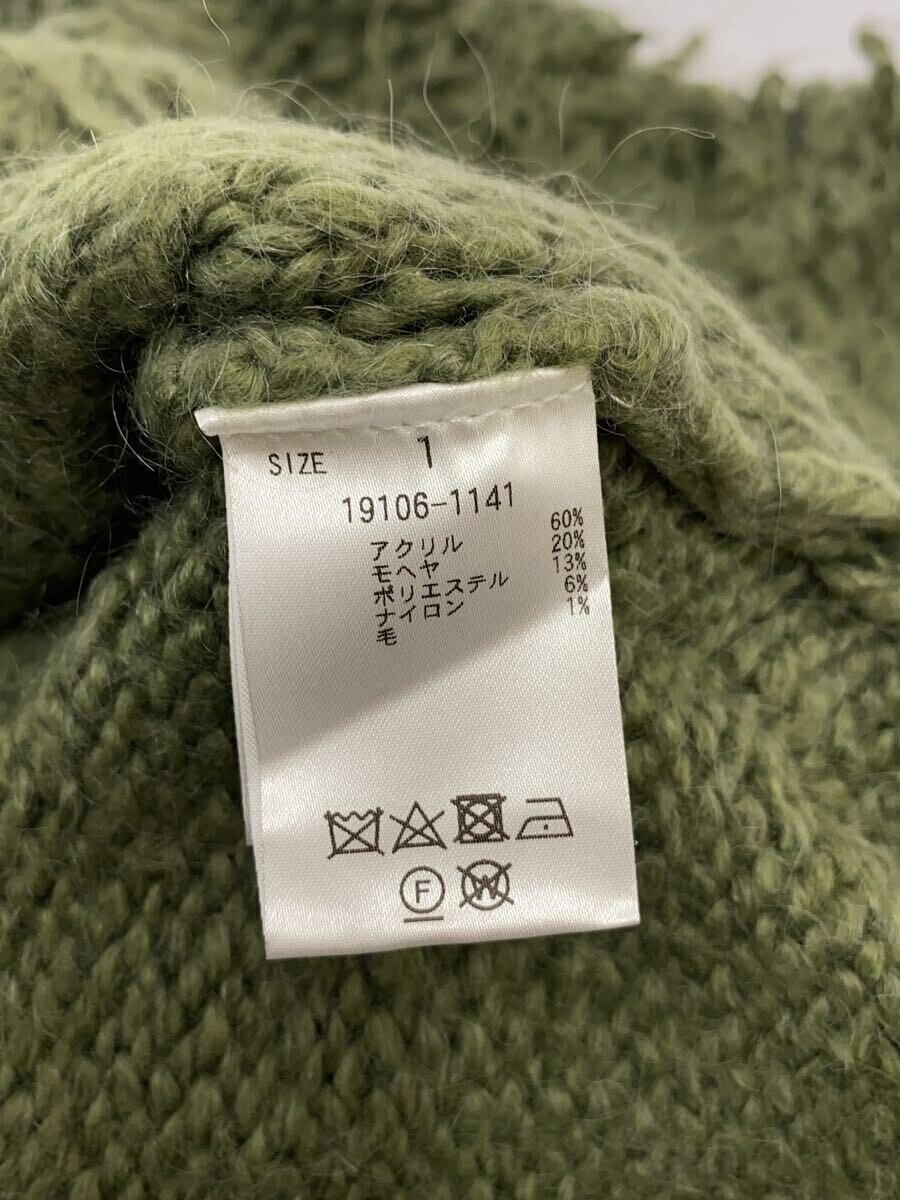 SIZE 1
19106-1141
アクリル 60%
モヘヤ 20%
ポリエステル 13%
ナイロン 6%
毛 1%
F W